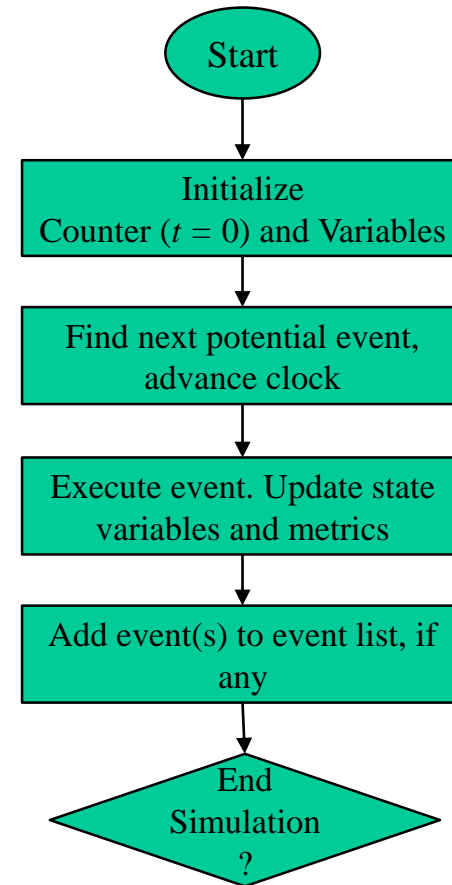 Start
Initialize
Counter (t = 0) and Variables
Find next potential event,
advance clock
Execute event. Update state
variables and metrics
Add event(s) to event list, if
any
End
Simulation
?